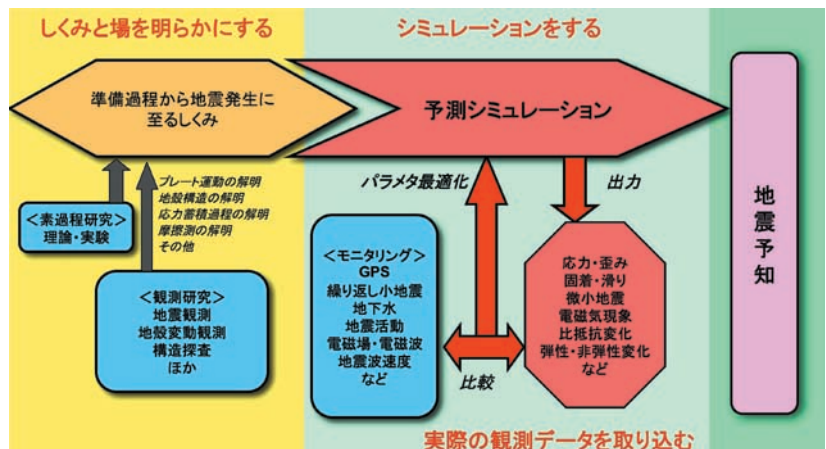 しくみと場を明らかにする
シミュレーションをする
準備過程から地震発生に
至るしくみ
予測シミュレーション
プレート運動の解明
地殻構造の解明
応力蓄積過程の解明
摩擦測の解明
その他
パラメタ最適化
出力
<素過程研究>
理論・実験
<観測研究>
地震観測
地殻変動観測
構造探査
ほか
<モニタリング>
GPS
繰り返し小地震
地下水
地震活動
電磁場・電磁波
地震波速度
など
比較
応力・歪み
固着・滑り
微小地震
電磁気現象
比抵抗変化
弾性・非弾性変化
など
地震予知
実際の観測データを取り込む